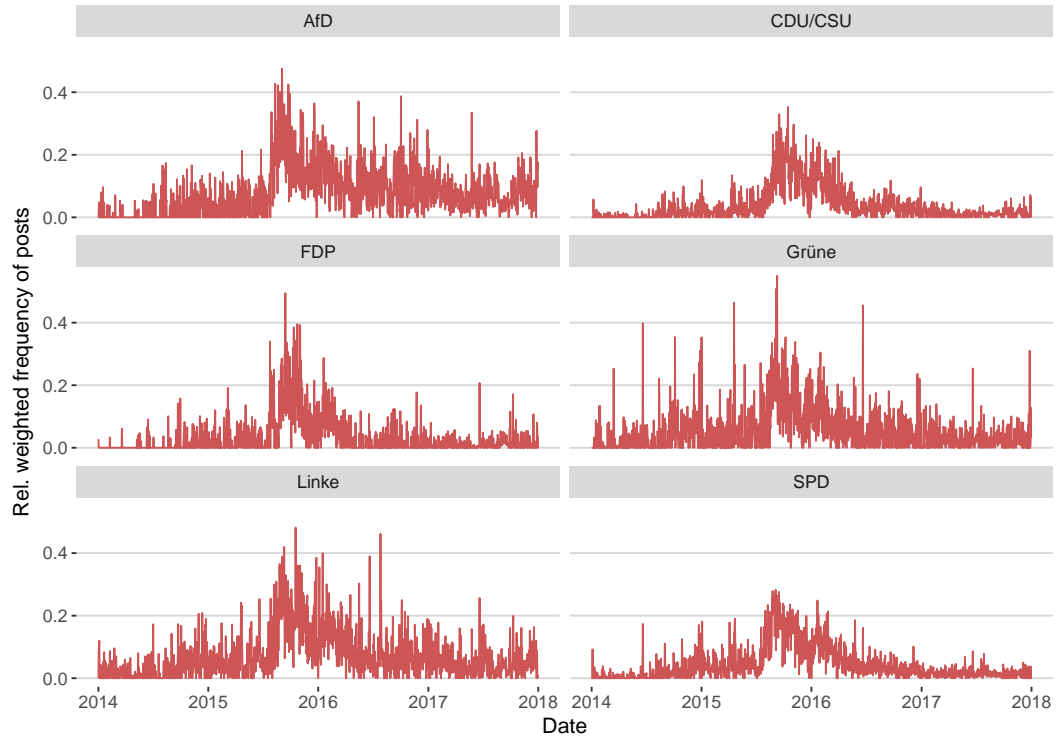 AfD
CDU/CSU
0.4
0.2
0.0
FDP
Grüne
0.4
0.2
0.0
Linke
SPD
0.4
0.2
0.0
2014 2015 2016 2017 2018
2014 2015 2016 2017 2018
Date
Rel. weighted frequency of posts